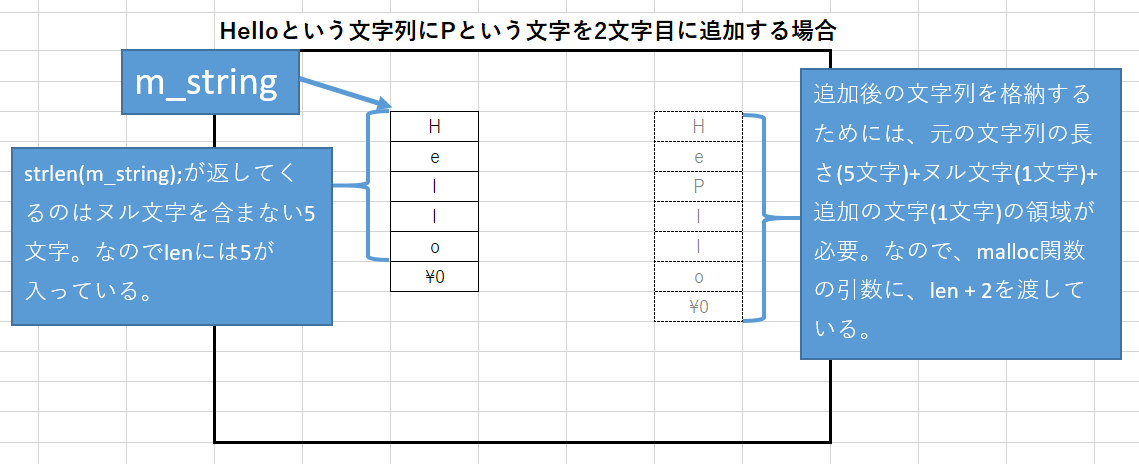 Helloという文字列にPという文字を2文字目に追加する場合
m_string
strlen(m_string);が返してく
るのはヌル文字を含まない5
文字。なのでlenには5が
入っている。
H
e
l
l
o
¥0
H
e
P
l
l
o
¥0
追加後の文字列を格納する
ためには、元の文字列の長
さ(5文字)+ヌル文字(1文字)+
追加の文字(1文字)の領域が
必要。なので、malloc関数
の引数に、len + 2を渡して
いる。